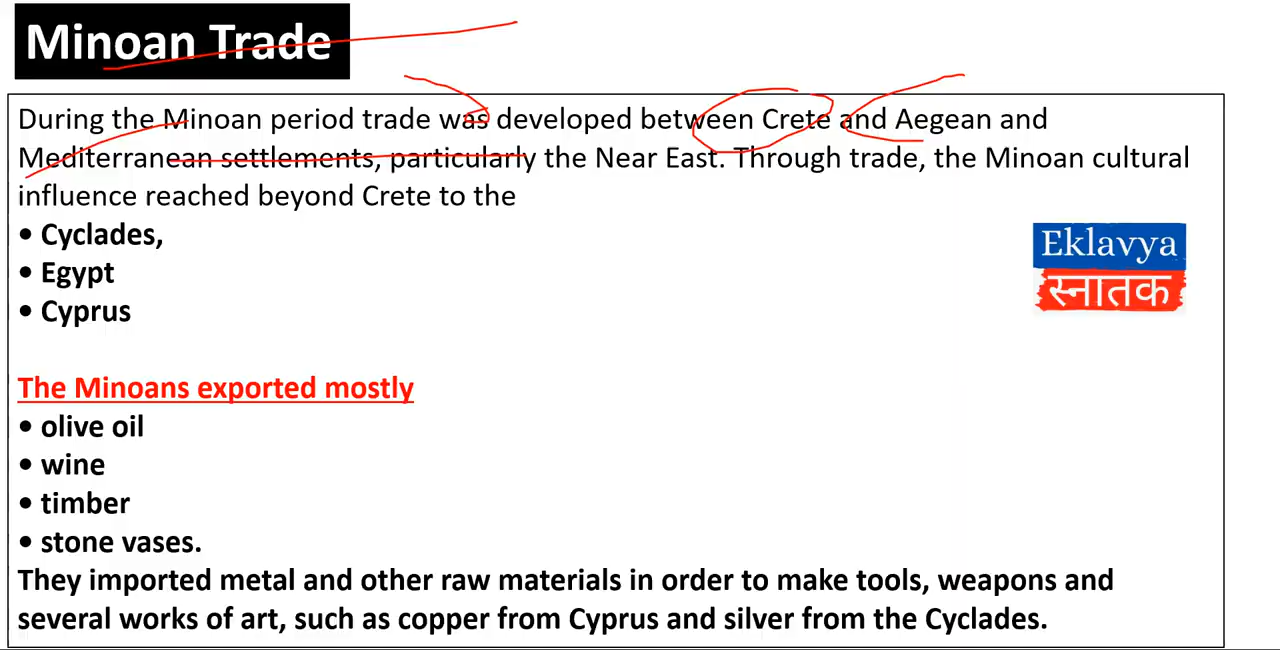 Minoan Trade
During the Minoan period trade was developed between Crete and Aegean and
Mediterranean settlements, particularly the Near East. Through trade, the Minoan cultural
influence reached beyond Crete to the
• Cyclades,
• Egypt
• Cyprus
Eklavya
स्नातक
The Minoans exported mostly
• olive oil
• wine
• timber
• stone vases.
They imported metal and other raw materials in order to make tools, weapons and
several works of art, such as copper from Cyprus and silver from the Cyclades.